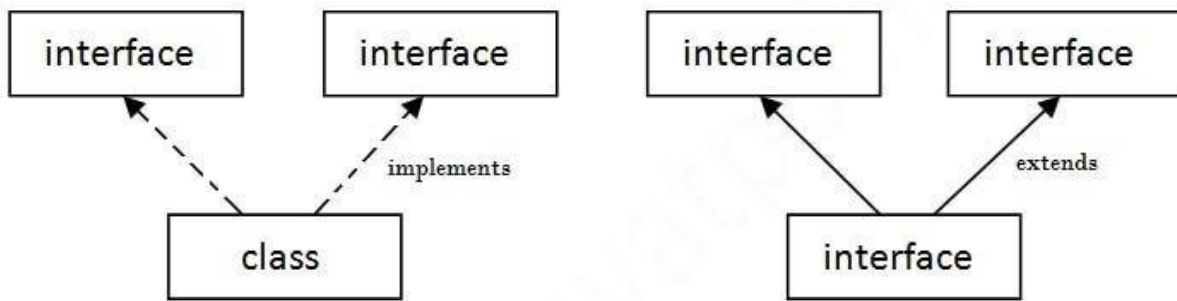 interface interface interface interface
implements extends
class interface